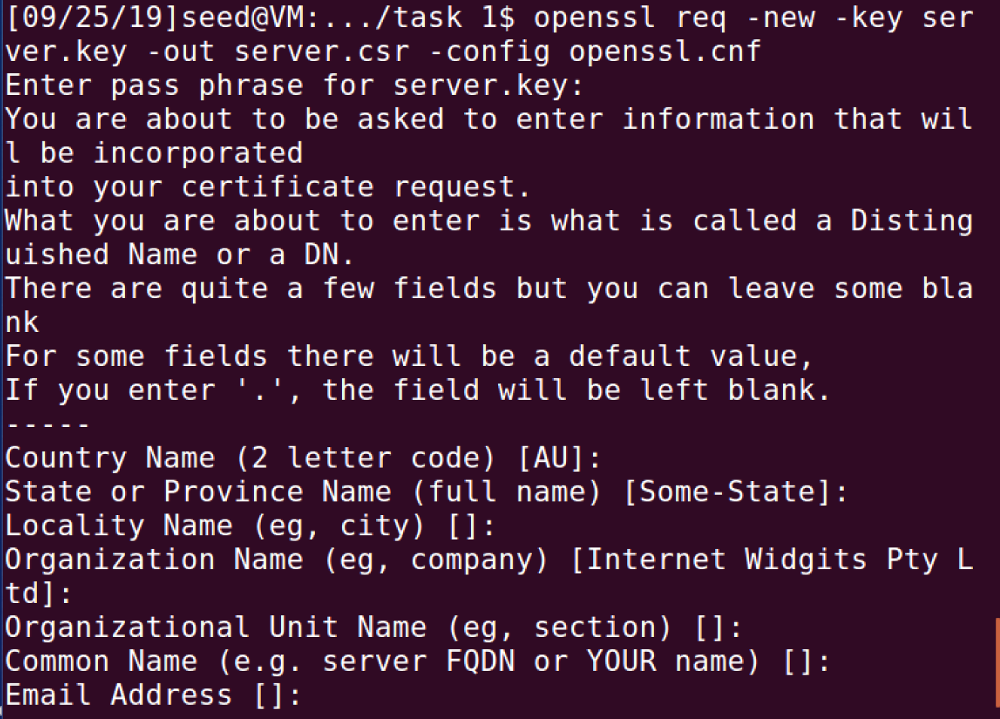 [09/25/19]seed@VM:.../task 1$ openssl req -new -key ser
ver.key -out server.csr -config openssl.cnf
Enter pass phrase for server.key:
You are about to be asked to enter information that wil
l be incorporated
into your certificate request.
What you are about to enter is what is called a Disting
uished Name or a DN.
There are quite a few fields but you can leave some bla
nk
For some fields there will be a default value,
If you enter '.', the field will be left blank.
-----
Country Name (2 letter code) [AU]:
State or Province Name (full name) [Some-State]:
Locality Name (eg, city) []:
Organization Name (eg, company) [Internet Widgits Pty L
td]:
Organizational Unit Name (eg, section) []:
Common Name (e.g. server FQDN or YOUR name) []:
Email Address []: